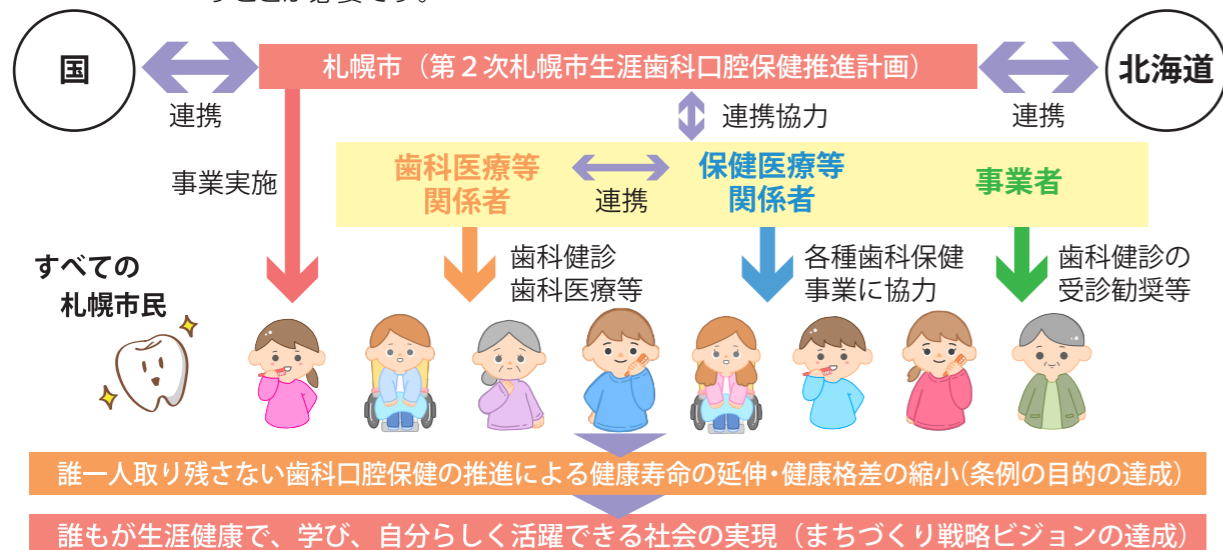 国
札幌市（第２次札幌市生涯歯科口腔保健推進計画）
北海道
連携
連携協力
連携
事業実施
歯科医療等
関係者
連携
保健医療等
関係者
事業者
すべての
札幌市民
歯科健診
歯科医療等
各種歯科保健
事業に協力
歯科健診の
受診勧奨等
誰一人取り残さない歯科口腔保健の推進による健康寿命の延伸・健康格差の縮小（条例の目的の達成）
誰もが生涯健康で、学び、自分らしく活躍できる社会の実現（まちづくり戦略ビジョンの達成）